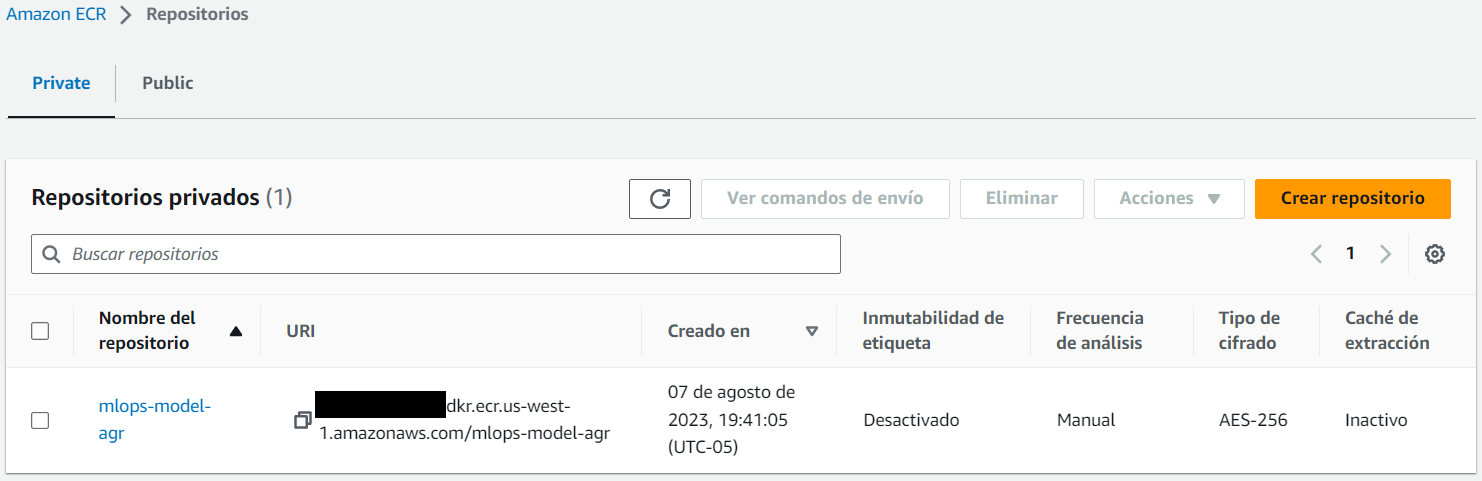 Amazon ECR > Repositorios
Private Public
Repositorios privados (1)
Ver comandos de envío Eliminar Acciones Crear repositorio
Buscar repositorios
1
Nombre del repositorio URI Creado en Inmutabilidad de etiqueta Frecuencia de análisis Tipo de cifrado Caché de extracción
mlops-model-
agr
dkr.ecr.us-west-
1.amazonaws.com/mlops-model-agr
07 de agosto de
2023, 19:41:05
(UTC-05)
Desactivado
Manual
AES-256
Inactivo